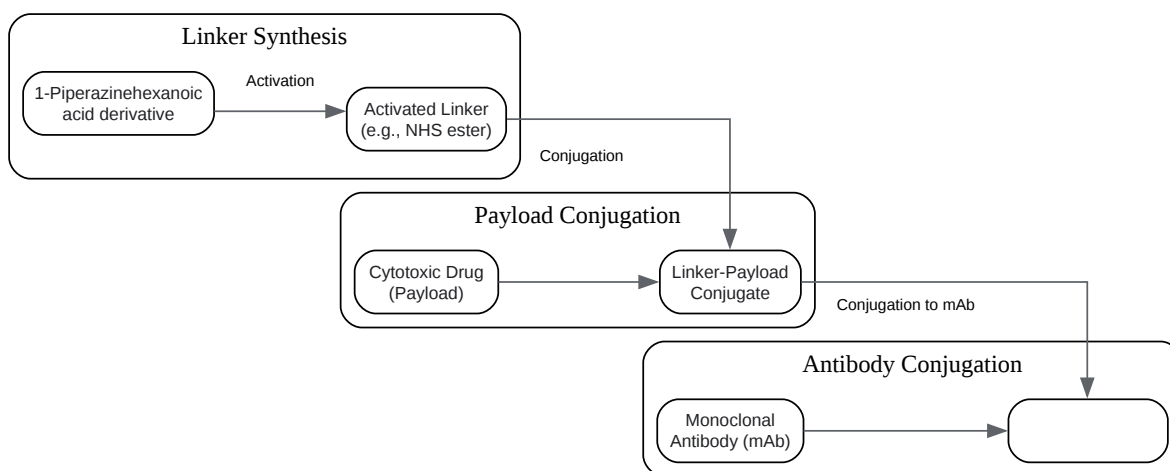 Linker Synthesis
1-Piperazinehexanoic
acid derivative
Activation
Activated Linker
(e.g., NHS ester)
Conjugation
Payload Conjugation
Cytotoxic Drug
(Payload)
Linker-Payload
Conjugate
Conjugation to mAb
Antibody Conjugation
Monoclonal
Antibody (mAb)